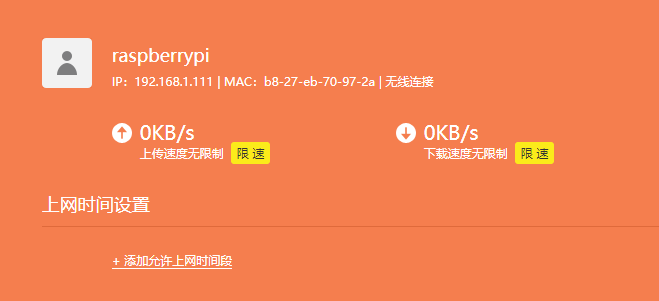 raspberrypi
IP：192.168.1.111 | MAC：b8-27-eb-70-97-2a | 无线连接
0KB/s 0KB/s
上传速度无限制 限 速 下载速度无限制 限 速
上网时间设置
+ 添加允许上网时间段